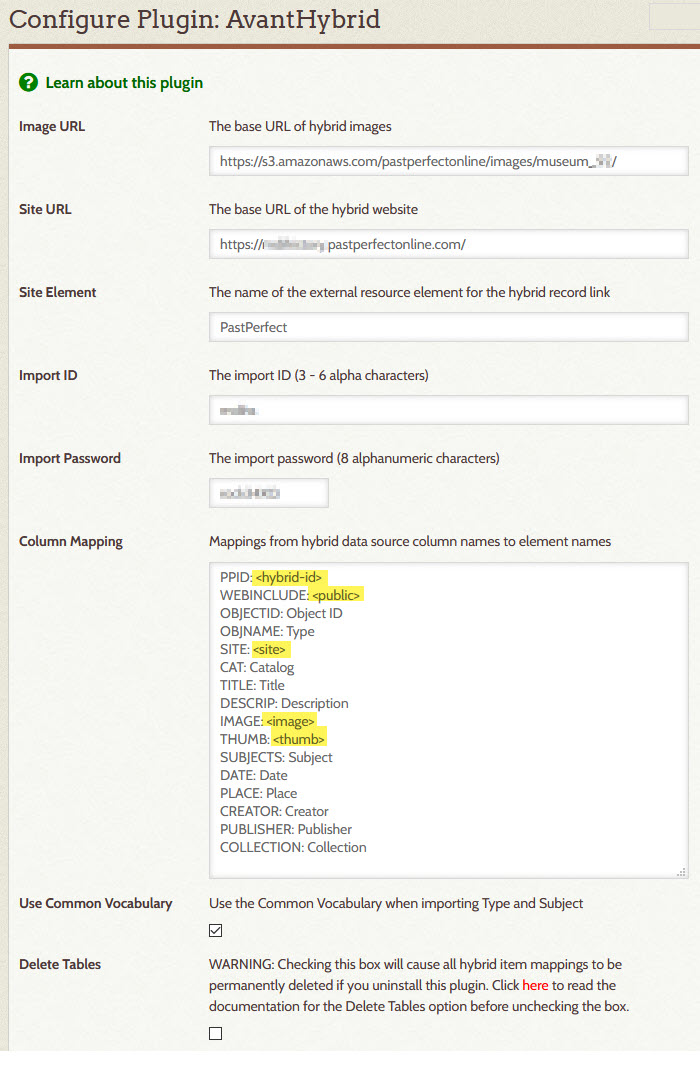 Configure Plugin: AvantHybrid
? Learn about this plugin
Image URL
The base URL of hybrid images
https://s3.amazonaws.com/pastperfectonline/images/museum_ /
Site URL
The base URL of the hybrid website
https:// .pastperfectonline.com/
Site Element
The name of the external resource element for the hybrid record link
PastPerfect
Import ID
The import ID (3 - 6 alpha characters)
Import Password
The import password (8 alphanumeric characters)
Column Mapping
Mappings from hybrid data source column names to element names
PPID: <hybrid-id>
WEBINCLUDE: <public>
OBJECTID: Object ID
OBJNAME: Type
SITE: <site>
CAT: Catalog
TITLE: Title
DESCRIP: Description
IMAGE: <image>
THUMB: <thumb>
SUBJECTS: Subject
DATE: Date
PLACE: Place
CREATOR: Creator
PUBLISHER: Publisher
COLLECTION: Collection
Use Common Vocabulary
Use the Common Vocabulary when importing Type and Subject
Delete Tables
WARNING: Checking this box will cause all hybrid item mappings to be
permanently deleted if you uninstall this plugin. Click here to read the
documentation for the Delete Tables option before unchecking the box.